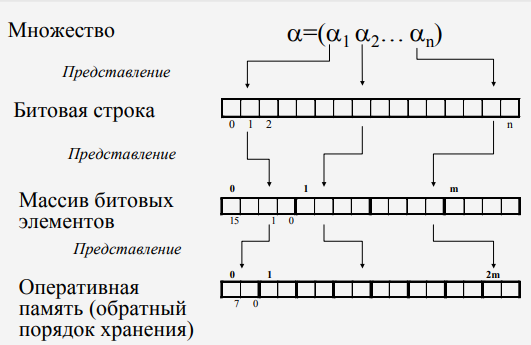 Множество α=(α1 α2… αn)
Представление
Битовая строка
0 1 2 n
Представление
0 1 m
Массив битовых
элементов
15 1 0
Представление
0 1 2m
Оперативная
память (обратный
порядок хранения)
7 0